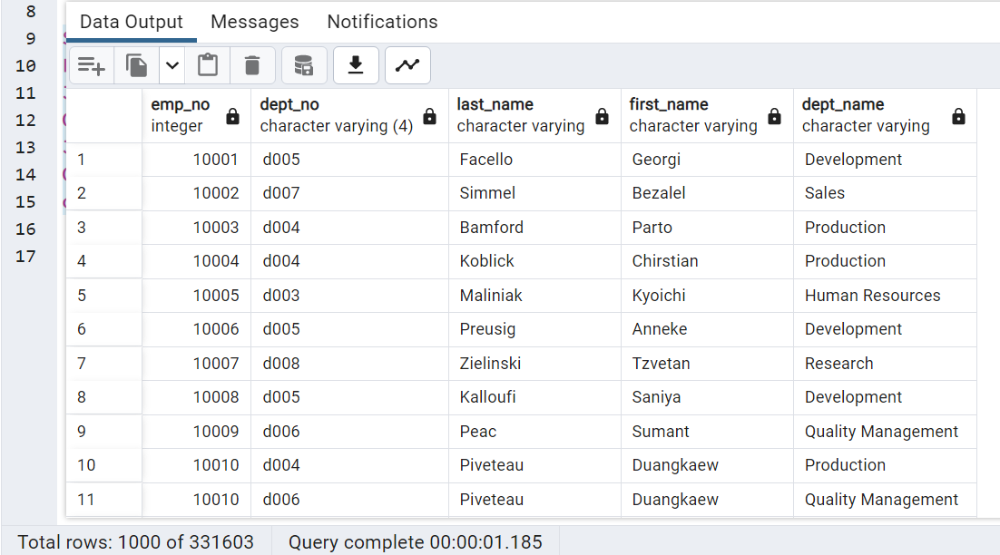 8
Data Output Messages Notifications
9
10
11
12
13
14
15
16
17
emp_no dept_no last_name first_name dept_name
integer character varying (4) character varying character varying character varying
1 10001 d005 Facello Georgi Development
2 10002 d007 Simmel Bezalel Sales
3 10003 d004 Bamford Parto Production
4 10004 d004 Koblick Chirstian Production
5 10005 d003 Maliniak Kyoichi Human Resources
6 10006 d005 Preusig Anneke Development
7 10007 d008 Zielinski Tzvetan Research
8 10008 d005 Kalloufi Saniya Development
9 10009 d006 Peac Sumant Quality Management
10 10010 d004 Piveteau Duangkaew Production
11 10010 d006 Piveteau Duangkaew Quality Management
Total rows: 1000 of 331603 Query complete 00:00:01.185